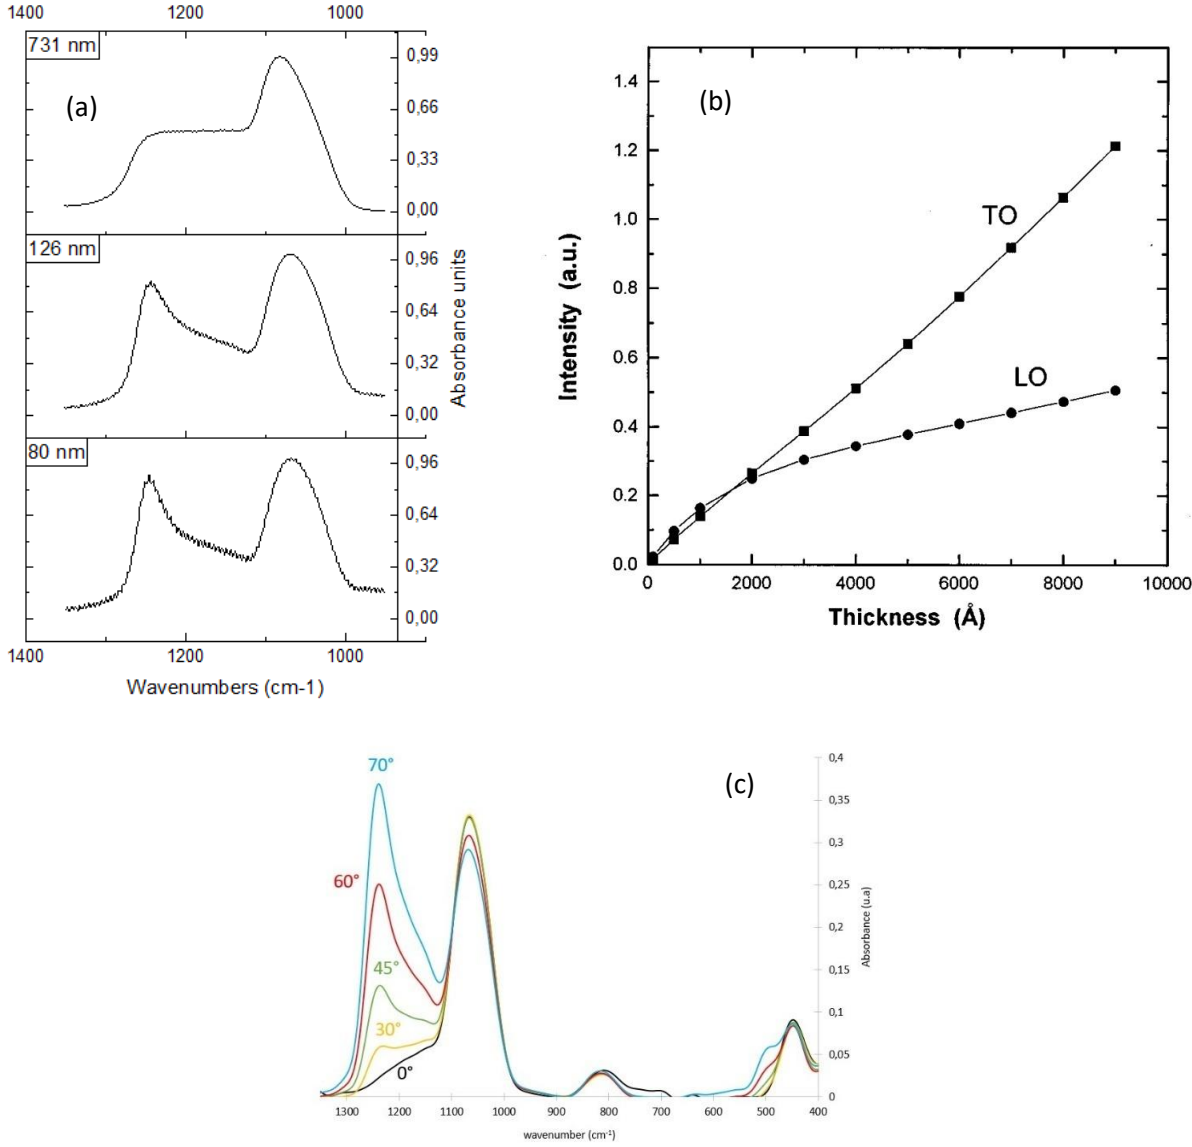 1400 1200 1000
731 nm
(a)
0,99
0,66
0,33
0,00
126 nm
0,96
0,64
0,32
0,00
80 nm
0,96
0,64
0,32
0,00
Absorbance units
1400 1200 1000
Wavenumbers (cm-1)
(b)
1.4
1.2
1.0
0.8
0.6
0.4
0.2
0.0
Intensity (a.u.)
TO
LO
0 2000 4000 6000 8000 10000
Thickness (Å)
(c)
70°
60°
45°
30°
0°
0,4
0,35
0,3
0,25
0,2
0,15
0,1
0,05
0
Absorbance (u.a)
1300 1200 1100 1000 900 800 700 600 500 400
wavenumber (cm⁻¹)